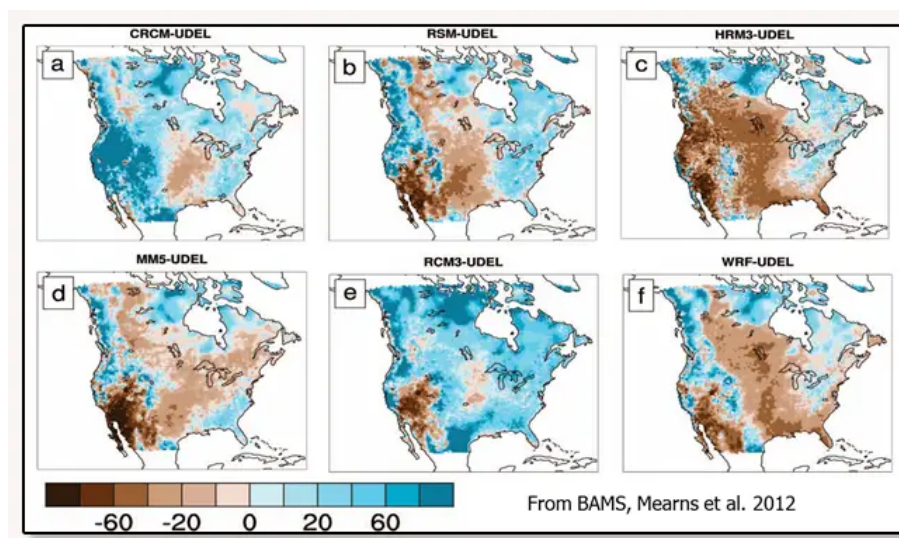 CRCM-UDEL
RSM-UDEL
HRM3-UDEL
a
b
c
MM5-UDEL
RCM3-UDEL
WRF-UDEL
d
e
f
-60 -20 0 20 60
From BAMS, Mearns et al. 2012